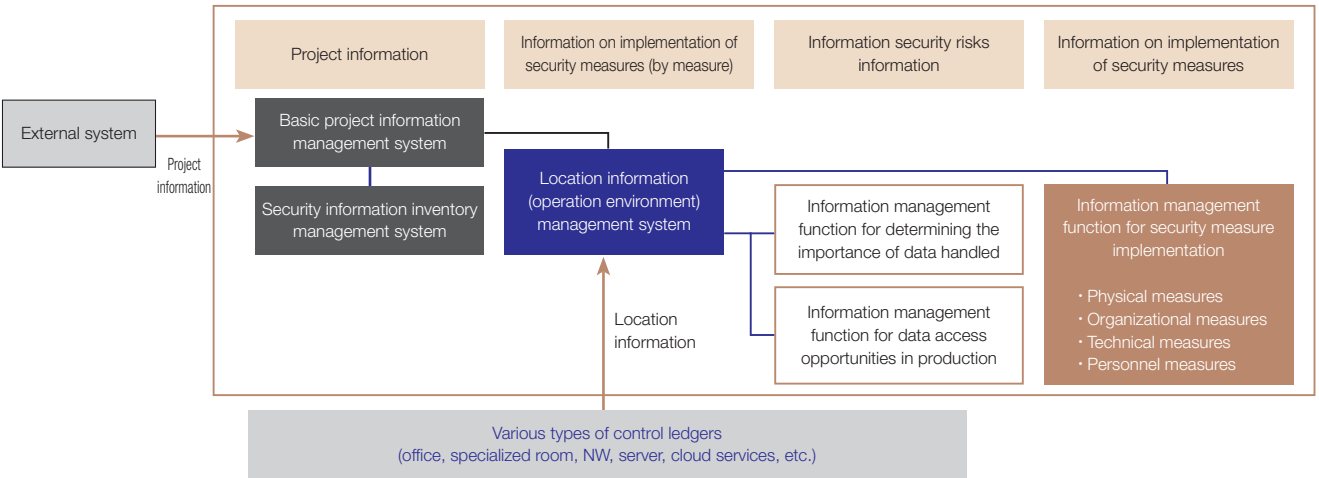 Project information
Information on implementation of
security measures (by measure)
Information security risks
information
Information on implementation
of security measures
External system
Project
information
Basic project information
management system
Security information inventory
management system
Location information
(operation environment)
management system
Information management
function for determining the
importance of data handled
Information management
function for data access
opportunities in production
Information management
function for security measure
implementation
・Physical measures
・Organizational measures
・Technical measures
・Personnel measures
Location
information
Various types of control ledgers
(office, specialized room, NW, server, cloud services, etc.)